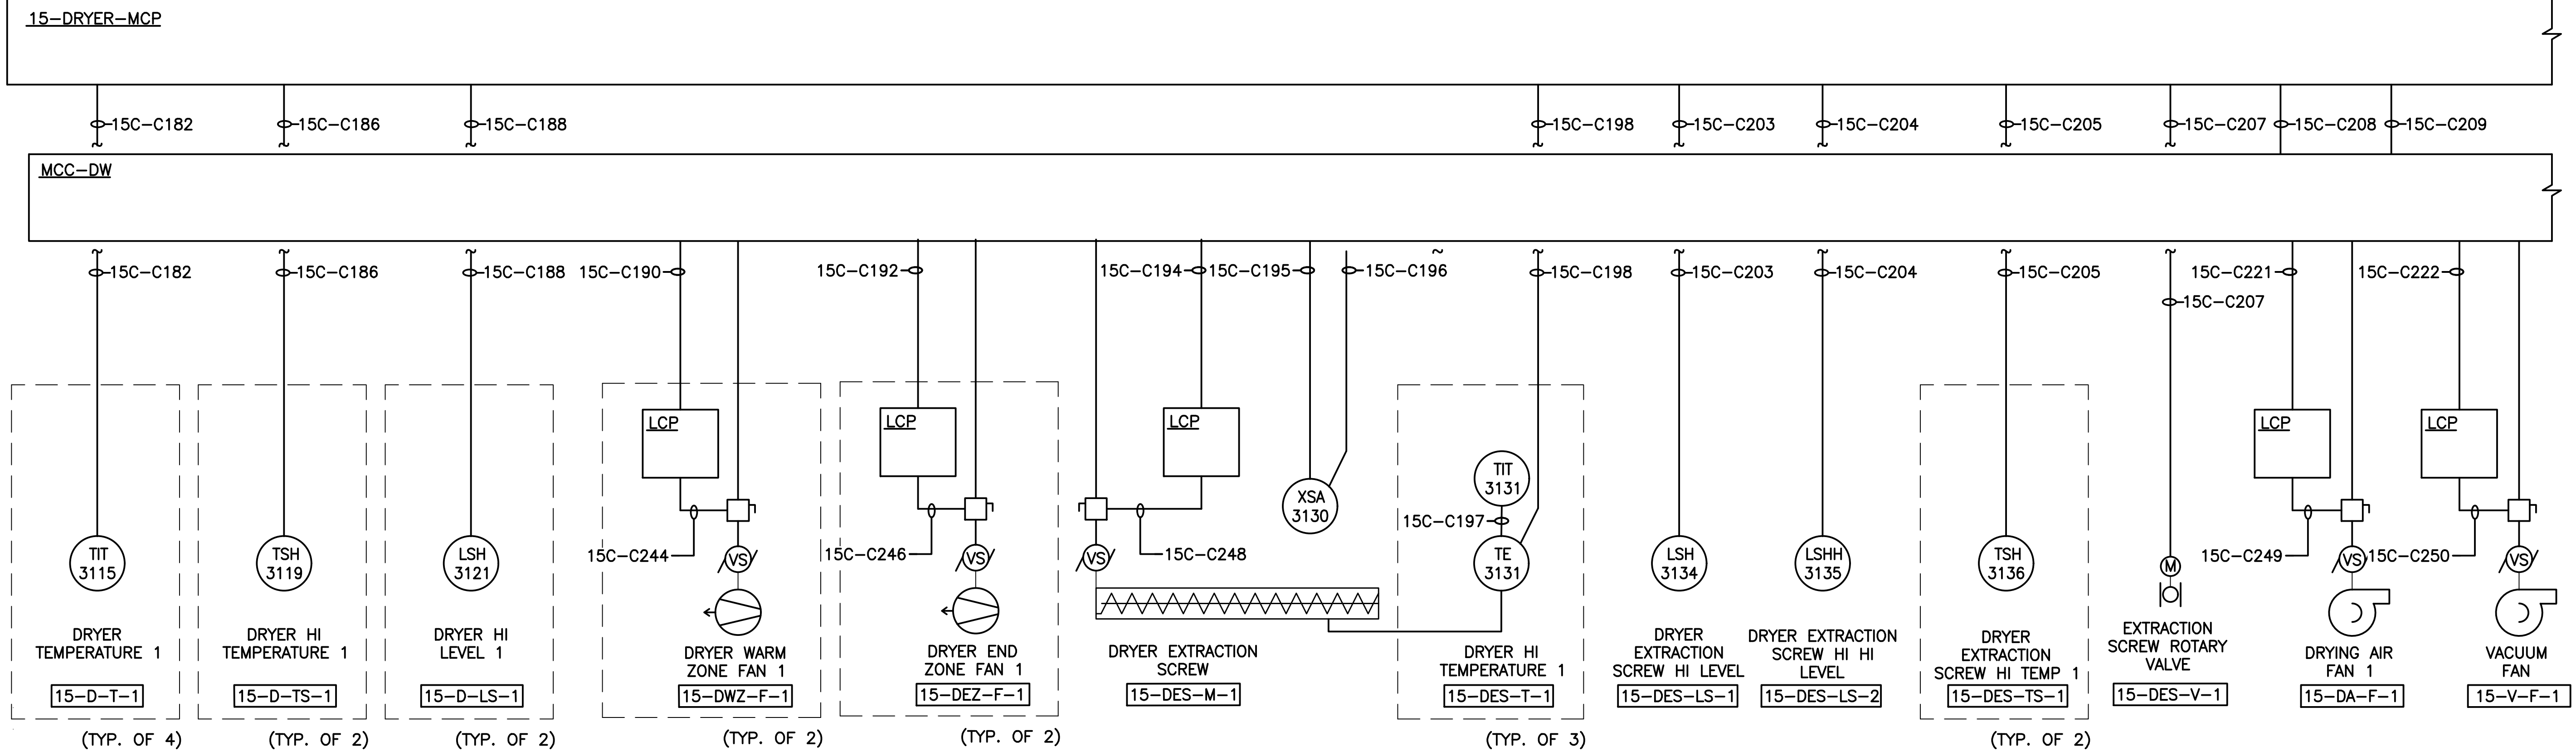 15-DRYER-MCP
15C-C182
15C-C186
15C-C188
15C-C198
15C-C203
15C-C204
15C-C205
15C-C207
15C-C208
15C-C209
MCC-DW
15C-C182
15C-C186
15C-C188
15C-C190
15C-C192
15C-C194
15C-C195
15C-C196
15C-C198
15C-C203
15C-C204
15C-C205
15C-C207
15C-C221
15C-C222
LCP
LCP
LCP
LCP
LCP
TIT
3131
XSA
3130
15C-C197
15C-C244
15C-C246
15C-C248
15C-C249
15C-C250
TIT
3115
TSH
3119
LSH
3121
VS
VS
VS
TE
3131
LSH
3134
LSHH
3135
TSH
3136
M
VS
VS
DRYER
TEMPERATURE 1
15-D-T-1
(TYP. OF 4)
DRYER HI
TEMPERATURE 1
15-D-TS-1
(TYP. OF 2)
DRYER HI
LEVEL 1
15-D-LS-1
(TYP. OF 2)
DRYER WARM
ZONE FAN 1
15-DWZ-F-1
(TYP. OF 2)
DRYER END
ZONE FAN 1
15-DEZ-F-1
(TYP. OF 2)
DRYER EXTRACTION
SCREW
15-DES-M-1
DRYER HI
TEMPERATURE 1
15-DES-T-1
(TYP. OF 3)
DRYER
EXTRACTION
SCREW HI LEVEL
15-DES-LS-1
DRYER EXTRACTION
SCREW HI HI
LEVEL
15-DES-LS-2
DRYER
EXTRACTION
SCREW HI TEMP 1
15-DES-TS-1
(TYP. OF 2)
EXTRACTION
SCREW ROTARY
VALVE
15-DES-V-1
DRYING AIR
FAN 1
15-DA-F-1
VACUUM
FAN
15-V-F-1